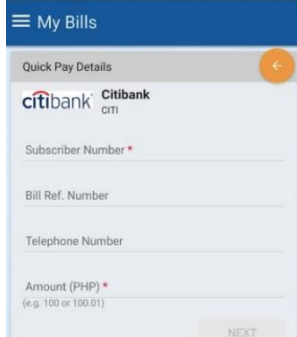 My Bills
Quick Pay Details
citibank Citibank
CITI
Subscriber Number *
Bill Ref. Number
Telephone Number
Amount (PHP) *
(e.g. 100 or 100.01)
NEXT